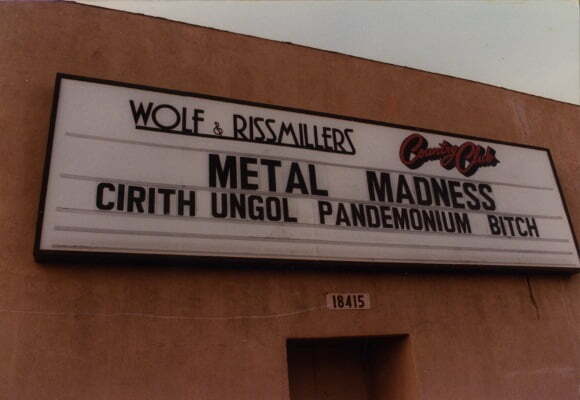 WOLF & RISSMILLERS Country Club
METAL MADNESS
CIRITH UNGOL PANDEMONIUM BITCH
18415